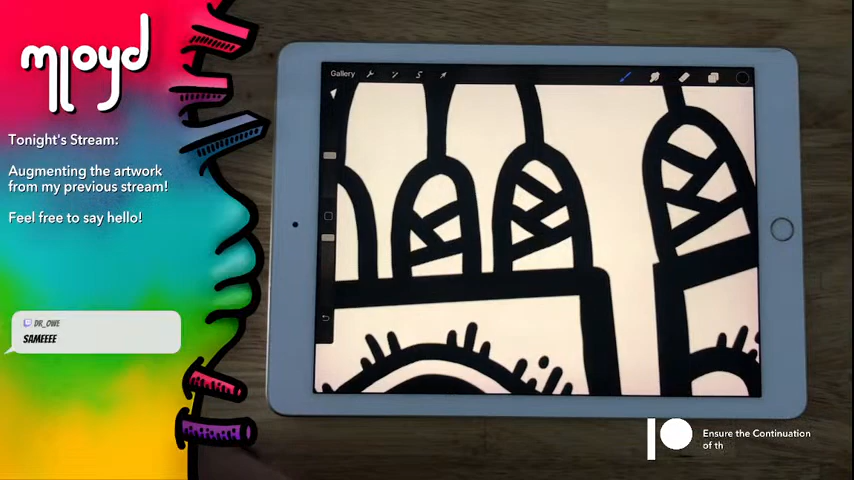 mloyd
Tonight's Stream:
Augmenting the artwork
from my previous stream!
Feel free to say hello!
DR_OWE
SAMEEEE
Gallery
Ensure the Continuation
of th